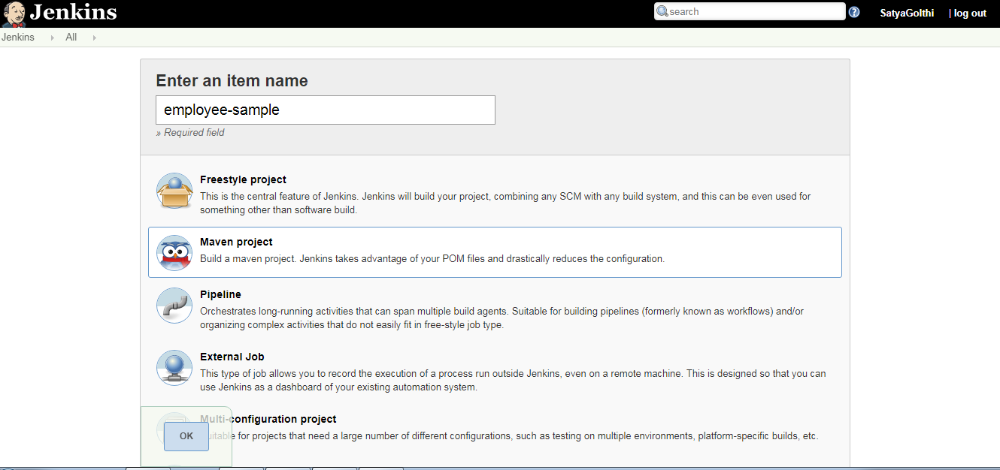 Jenkins
search
SatyaGolthi
| log out
Jenkins
All
Enter an item name
employee-sample
» Required field
Freestyle project
This is the central feature of Jenkins. Jenkins will build your project, combining any SCM with any build system, and this can be even used for
something other than software build.
Maven project
Build a maven project. Jenkins takes advantage of your POM files and drastically reduces the configuration.
Pipeline
Orchestrates long-running activities that can span multiple build agents. Suitable for building pipelines (formerly known as workflows) and/or
organizing complex activities that do not easily fit in free-style job type.
External Job
This type of job allows you to record the execution of a process run outside Jenkins, even on a remote machine. This is designed so that you can
use Jenkins as a dashboard of your existing automation system.
Multi-configuration project
Suitable for projects that need a large number of different configurations, such as testing on multiple environments, platform-specific builds, etc.
OK